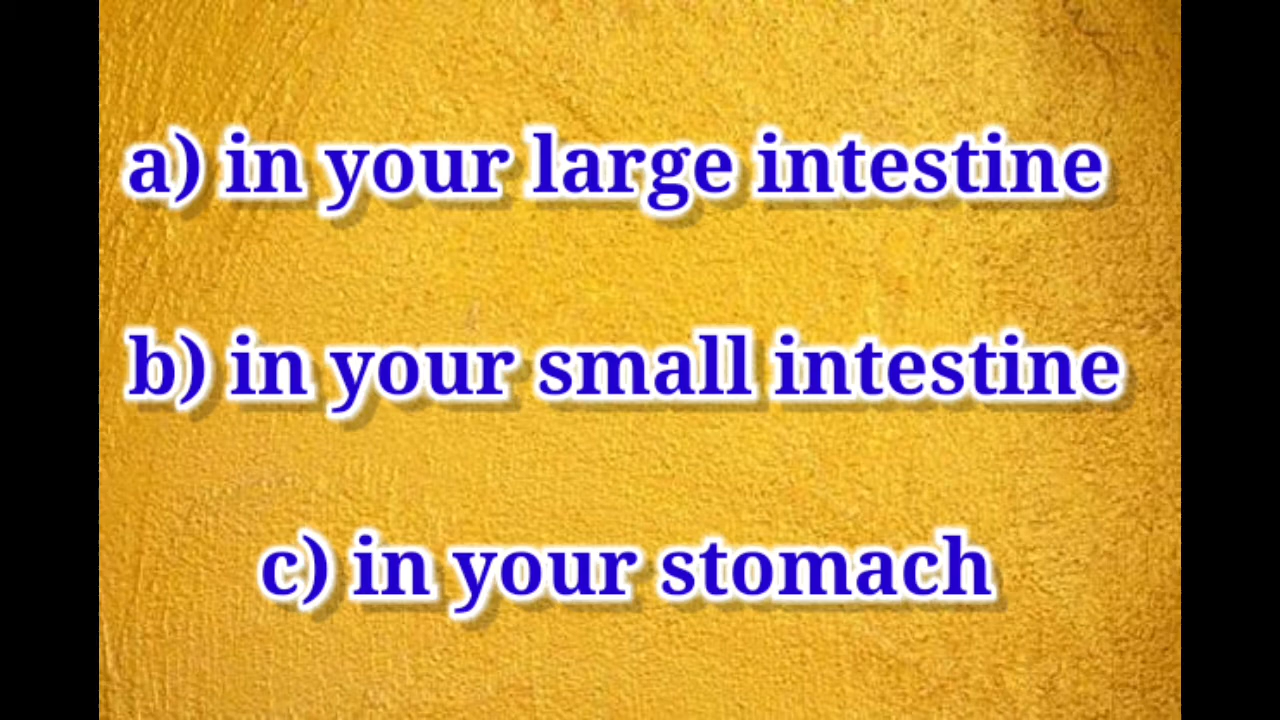 a) in your large intestine
b) in your small intestine
c) in your stomach